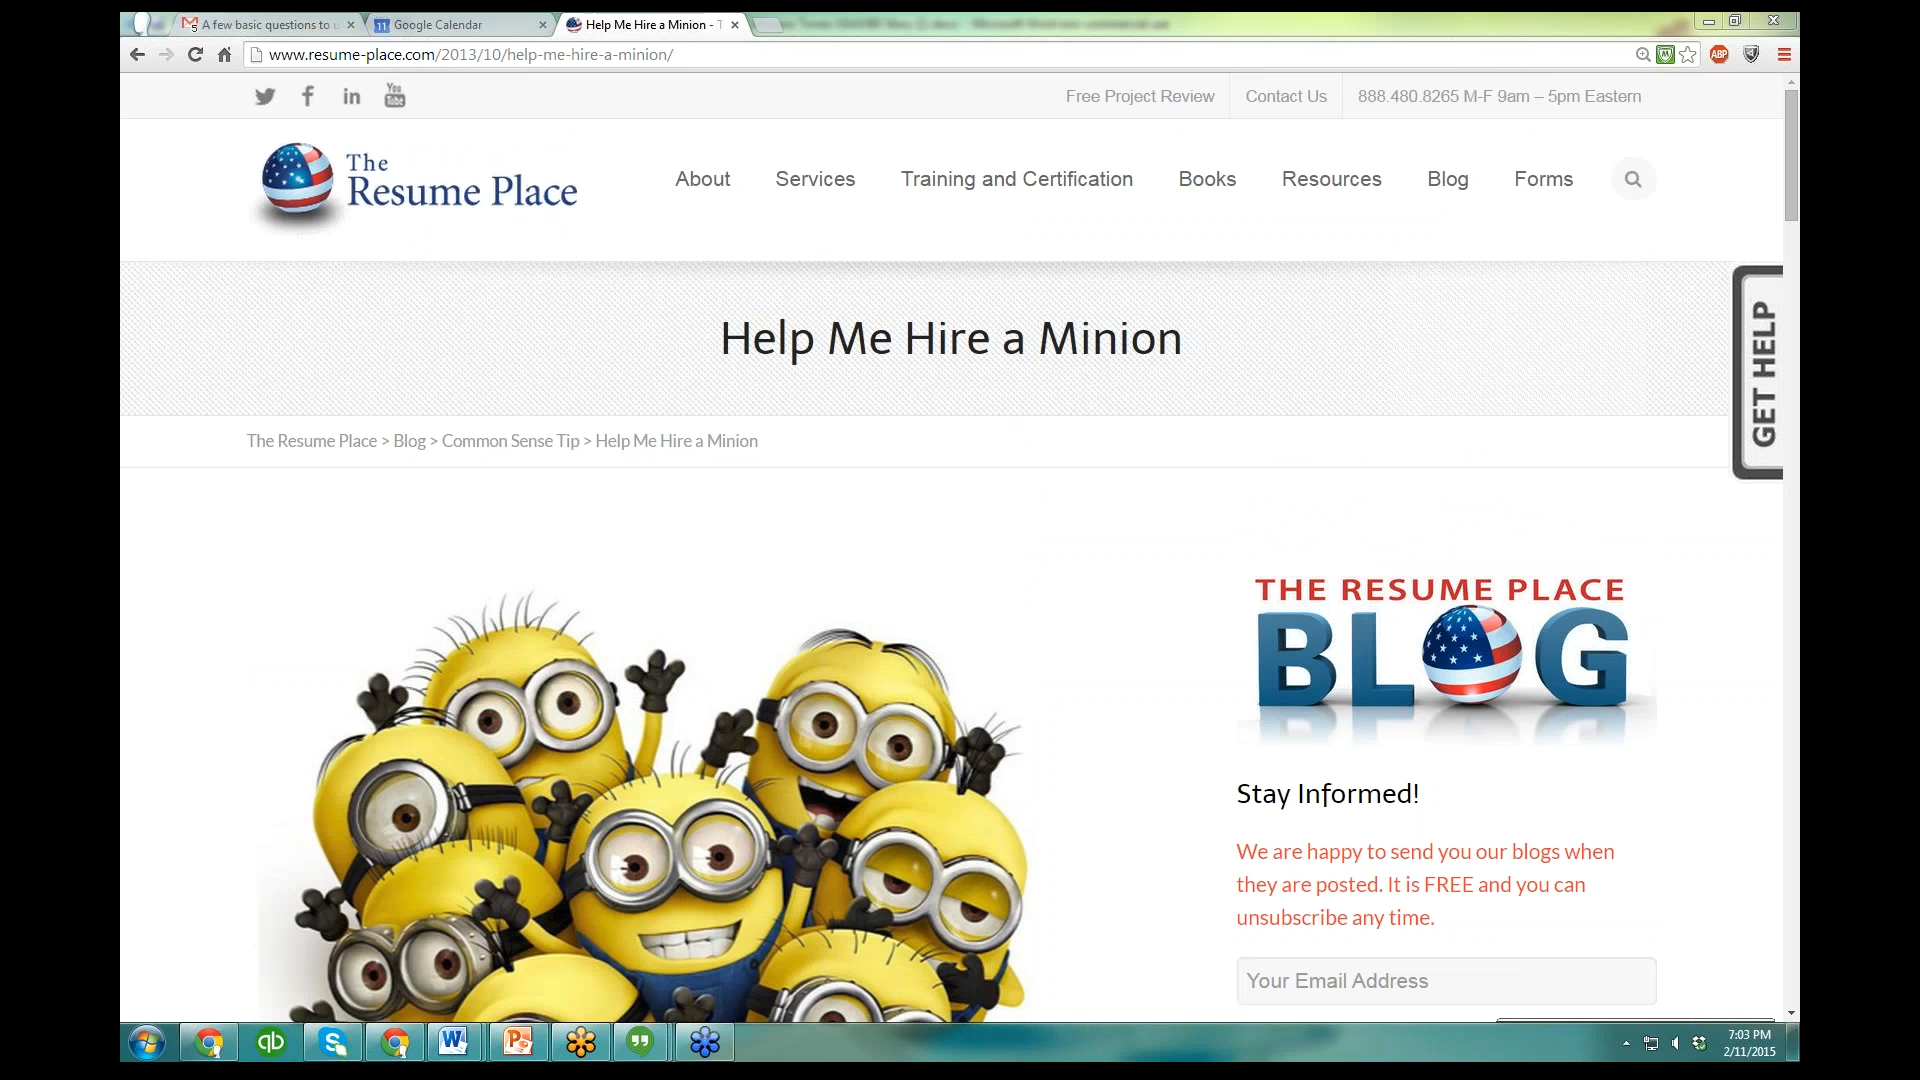 A few basic questions to u
11 Google Calendar
Help Me Hire a Minion - T
www.resume-place.com/2013/10/help-me-hire-a-minion/
ABP
You
Tube
Free Project Review
Contact Us
888.480.8265 M-F 9am – 5pm Eastern
The
Resume Place
About
Services
Training and Certification
Books
Resources
Blog
Forms
GET HELP
Help Me Hire a Minion
The Resume Place > Blog > Common Sense Tip > Help Me Hire a Minion
THE RESUME PLACE
BLOG
Stay Informed!
We are happy to send you our blogs when
they are posted. It is FREE and you can
unsubscribe any time.
Your Email Address
7:03 PM
2/11/2015